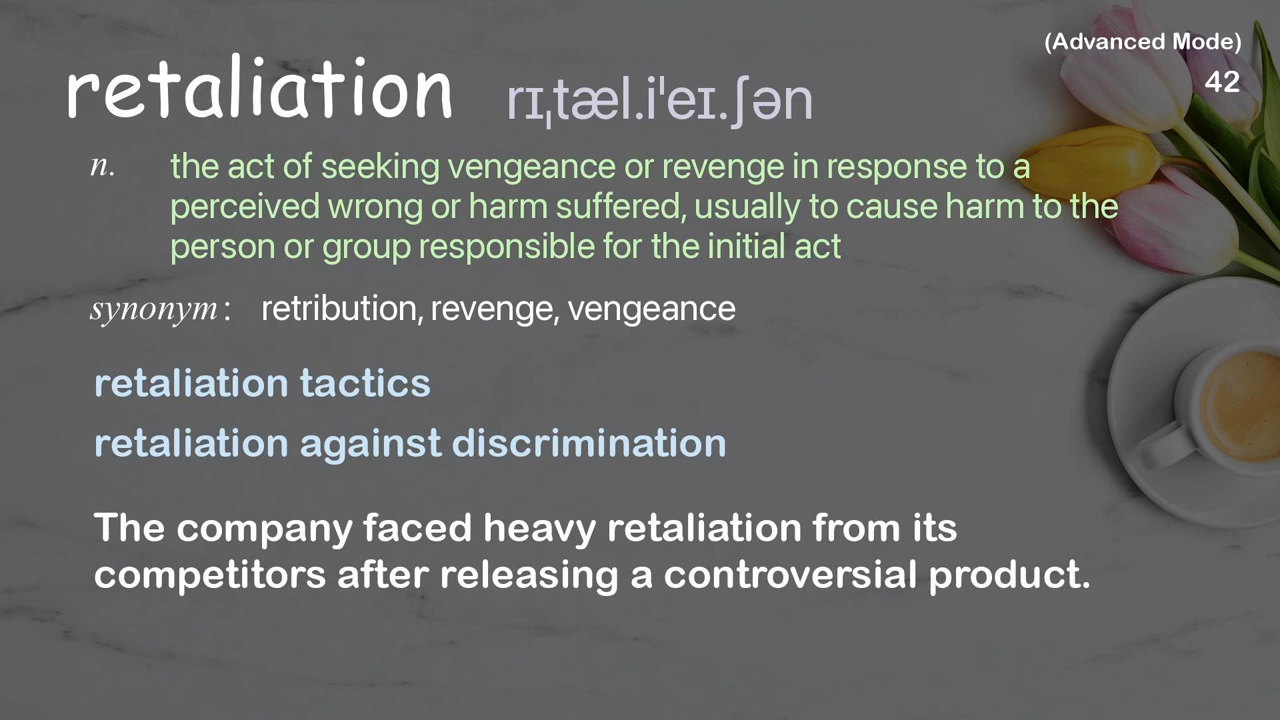 (Advanced Mode)
42
retaliation rɪˌtæl.iˈeɪ.ʃən
n. the act of seeking vengeance or revenge in response to a
perceived wrong or harm suffered, usually to cause harm to the
person or group responsible for the initial act
synonym: retribution, revenge, vengeance
retaliation tactics
retaliation against discrimination
The company faced heavy retaliation from its
competitors after releasing a controversial product.